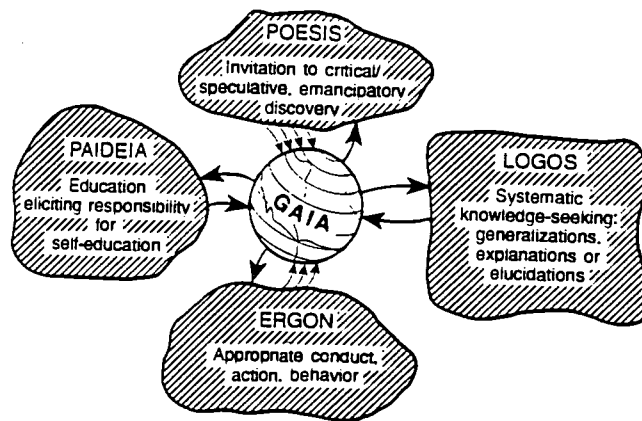 POESIS
Invitation to critical/
speculative, emancipatory
discovery
PAIDEIA
Education
eliciting responsibility
for
self-education
GAIA
LOGOS
Systematic
knowledge-seeking:
generalizations,
explanations or
elucidations
ERGON
Appropriate conduct,
action, behavior